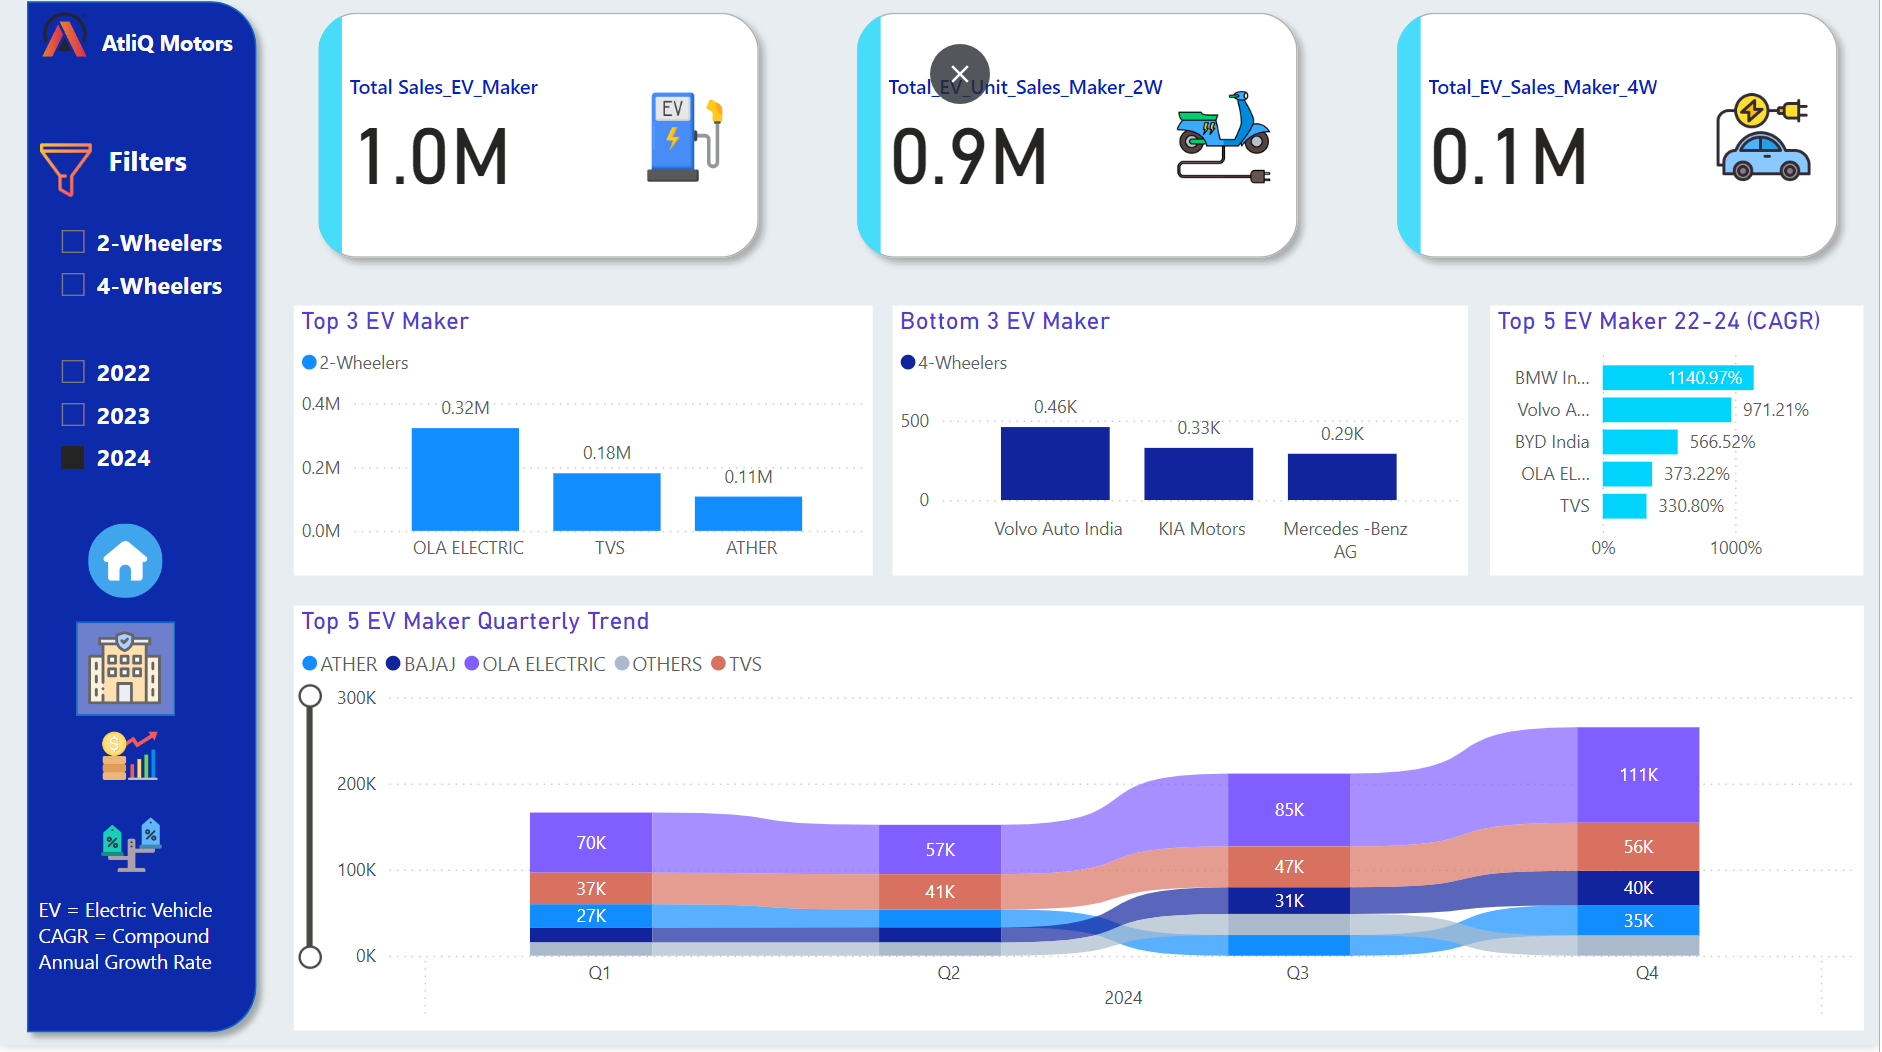 AtliQ Motors
Filters
2-Wheelers
4-Wheelers
2022
2023
2024
EV = Electric Vehicle
CAGR = Compound
Annual Growth Rate
Total Sales_EV_Maker
EV
1.0M
Total_EV_Unit_Sales_Maker_2W
0.9M
Total_EV_Sales_Maker_4W
0.1M
Top 3 EV Maker
2-Wheelers
0.4M
0.2M
0.0M
0.32M
0.18M
0.11M
OLA ELECTRIC
TVS
ATHER
Bottom 3 EV Maker
4-Wheelers
500
0
0.46K
0.33K
0.29K
Volvo Auto India
KIA Motors
Mercedes -Benz
AG
Top 5 EV Maker 22-24 (CAGR)
BMW In... 1140.97%
Volvo A... 971.21%
BYD India 566.52%
OLA EL... 373.22%
TVS 330.80%
0% 1000%
Top 5 EV Maker Quarterly Trend
ATHER BAJAJ OLA ELECTRIC OTHERS TVS
300K
200K
100K
0K
70K
37K
27K
57K
41K
85K
47K
31K
111K
56K
40K
35K
Q1 Q2 Q3 Q4
2024